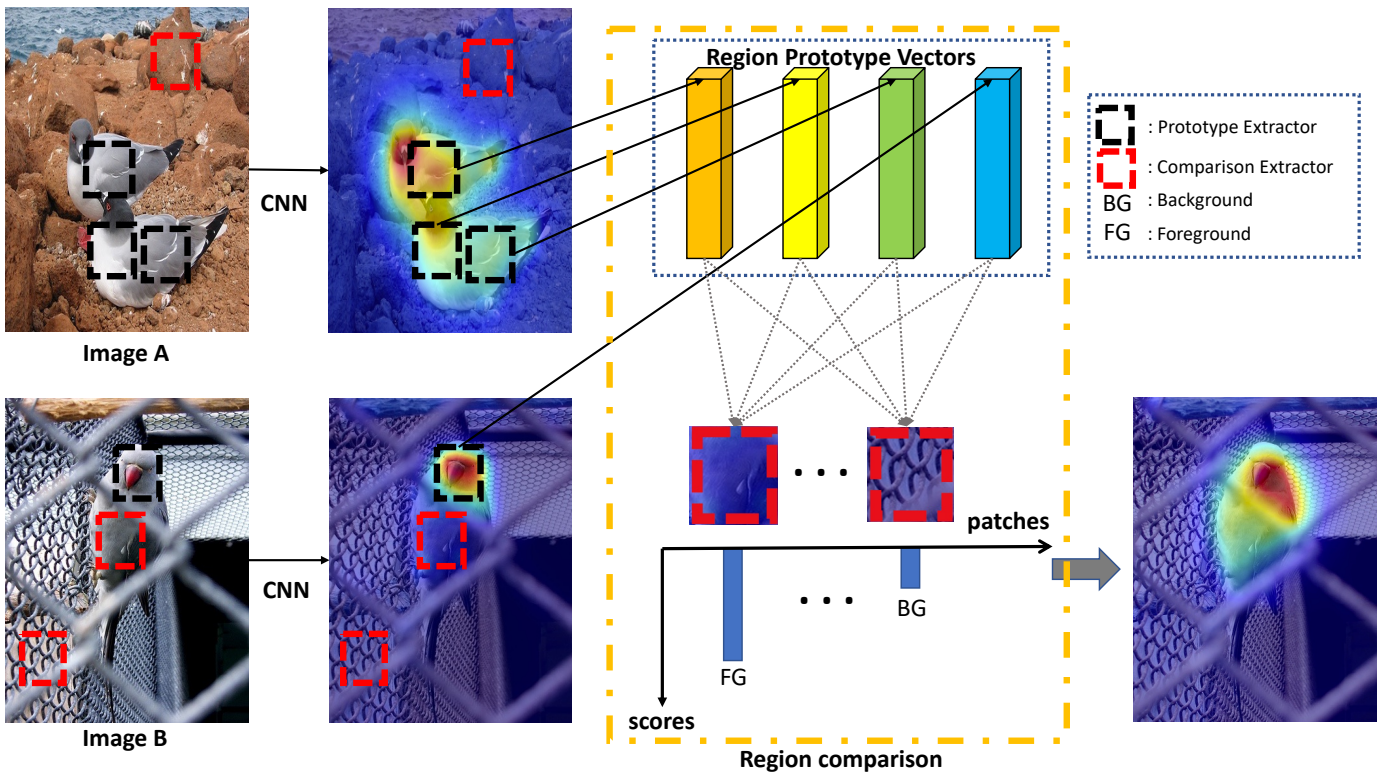 Region Prototype Vectors
: Prototype Extractor
: Comparison Extractor
BG : Background
FG : Foreground
CNN
Image A
patches
CNN
BG
FG
scores
Image B
Region comparison